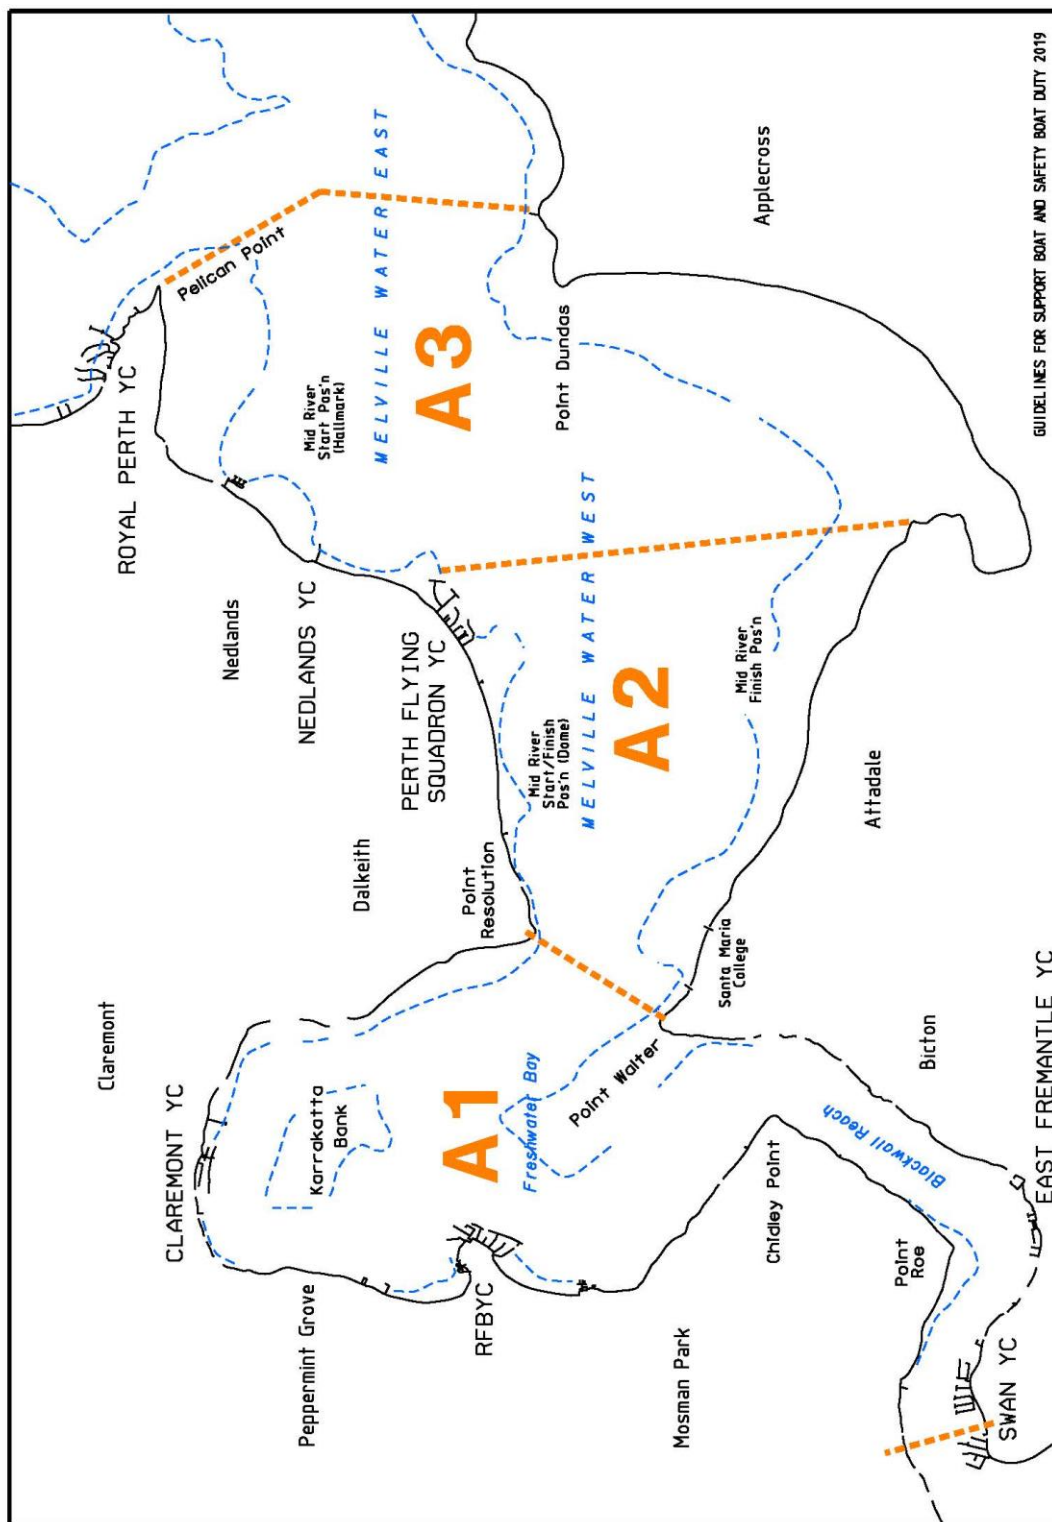 Claremont
CLAREMONT YC
Karrakatta
Bank
Peppermint Grove
RFBYC
A1
Freshwater Bay
Point Walter
Mosman Park
Chidley Point
Blackwall Reach
Point
Roe
Bicton
SWAN YC
EAST FREMANTLE YC
Dalkeith
Point
Resolution
Santa Maria
College
Attadale
PERTH FLYING
SQUADRON YC
Mid River
Start/Finish
Pos'n (Dome)
MELVILLE WATER WEST
A2
Mid River
Finish Pos'n
Nedlands
NEDLANDS YC
ROYAL PERTH YC
Pelican Point
Mid River
Start Pos'n
(Hallmark)
MELVILLE WATER EAST
A3
Point Dundas
Applecross
GUIDELINES FOR SUPPORT BOAT AND SAFETY BOAT DUTY 2019